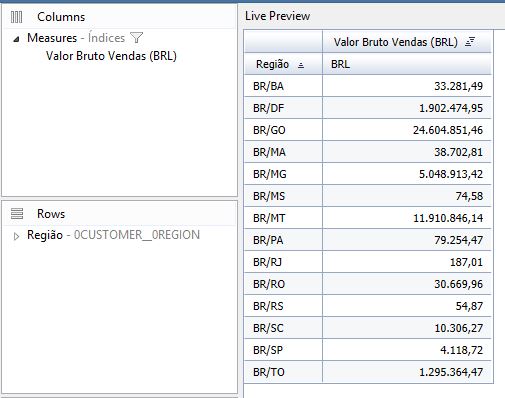 Columns
Measures - Índices
Valor Bruto Vendas (BRL)
Rows
Região - 0CUSTOMER__0REGION
Live Preview
Valor Bruto Vendas (BRL)
Região BRL
BR/BA 33.281,49
BR/DF 1.902.474,95
BR/GO 24.604.851,46
BR/MA 38.702,81
BR/MG 5.048.913,42
BR/MS 74,58
BR/MT 11.910.846,14
BR/PA 79.254,47
BR/RJ 187,01
BR/RO 30.669,96
BR/RS 54,87
BR/SC 10.306,27
BR/SP 4.118,72
BR/TO 1.295.364,47